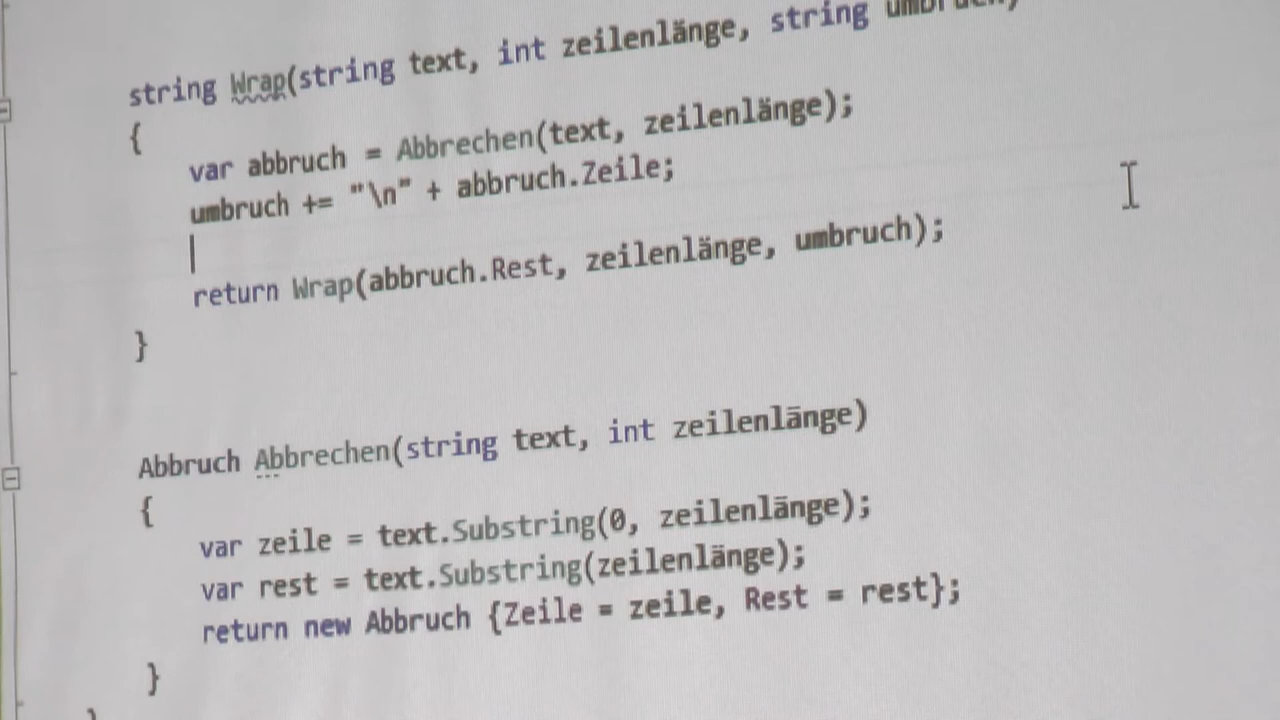 string Wrap(string text, int zeilenlänge, string umbruch)
{
var abbruch = Abbrechen(text, zeilenlänge);
umbruch += "\n" + abbruch.Zeile;
return Wrap(abbruch.Rest, zeilenlänge, umbruch);
}
Abbruch Abbrechen(string text, int zeilenlänge)
{
var zeile = text.Substring(0, zeilenlänge);
var rest = text.Substring(zeilenlänge);
return new Abbruch {Zeile = zeile, Rest = rest};
}
}